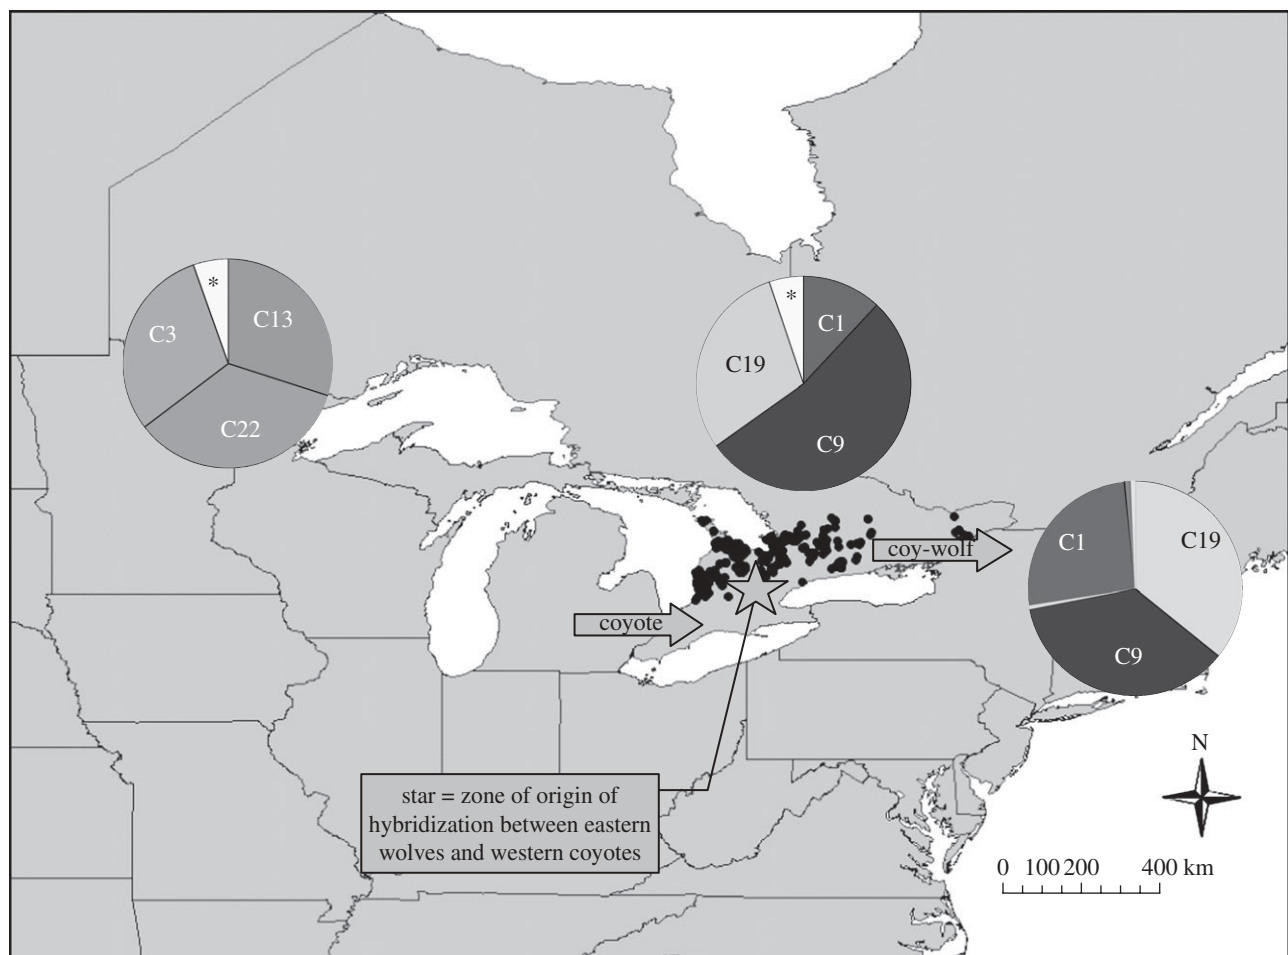 *
C3
C13
C22
*
C1
C19
C9
coy-wolf
C1
C19
C9
coyote
star = zone of origin of
hybridization between eastern
wolves and western coyotes
N
0 100 200 400 km